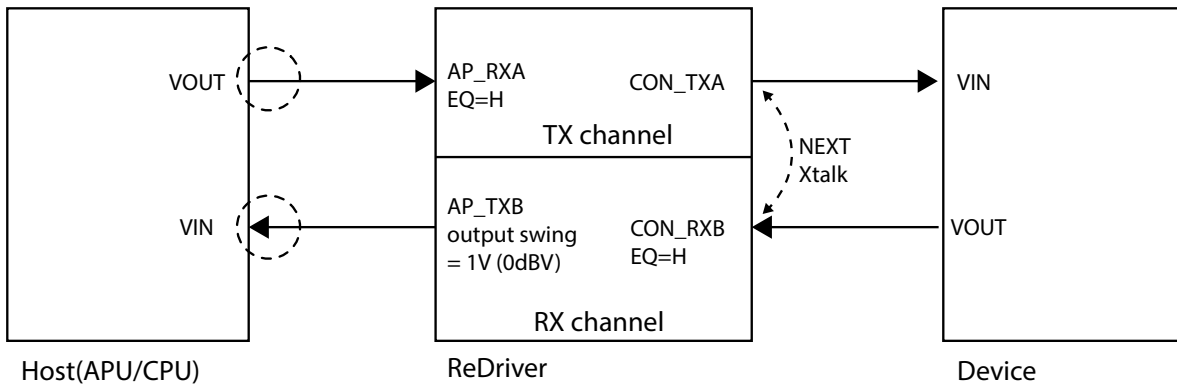 VOUT
AP_RXA
EQ=H
CON_TXA
VIN
TX channel
NEXT
Xtalk
VIN
AP_TXB
output swing
= 1V (0dBV)
CON_RXB
EQ=H
VOUT
RX channel
Host(APU/CPU)
ReDriver
Device